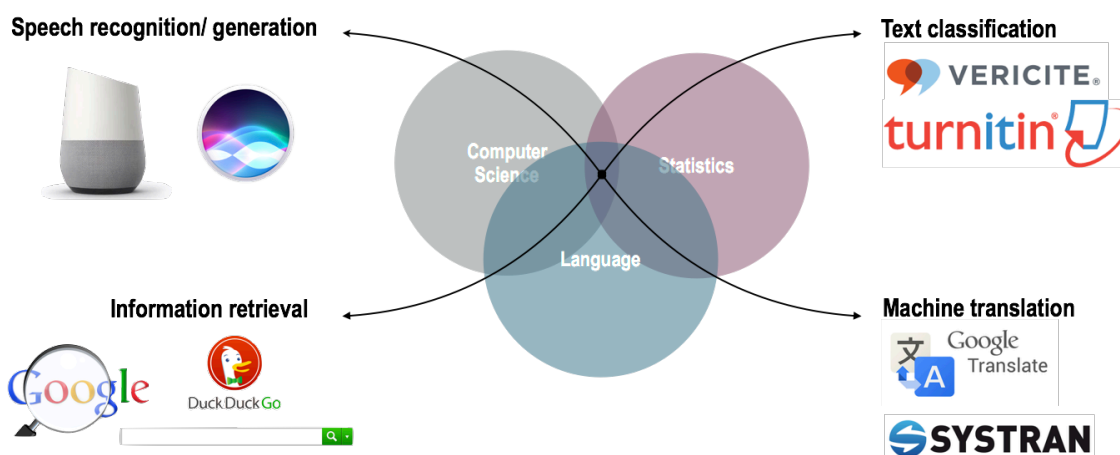 Speech recognition/ generation
Text classification
VERICITE®
turnitin®
Computer
Science
Statistics
Language
Information retrieval
Google
DuckDuckGo
Machine translation
文
A
Google
Translate
SYSTRAN